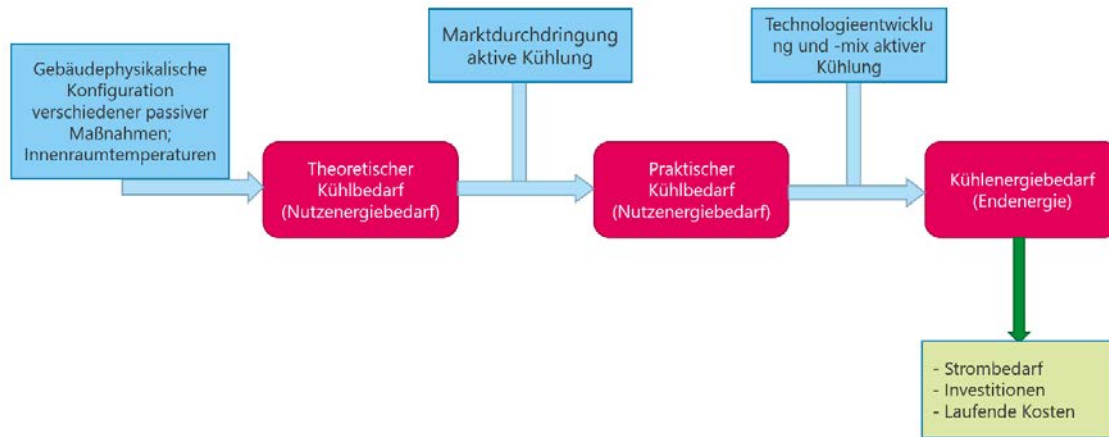 Gebäudephysikalische
Konfiguration
verschiedener passiver
Maßnahmen;
Innenraumtemperaturen
Marktdurchdringung
aktive Kühlung
Technologieentwicklu
ng und -mix aktiver
Kühlung
Theoretischer
Kühlbedarf
(Nutzenergiebedarf)
Praktischer
Kühlbedarf
(Nutzenergiebedarf)
Kühlenergiebedarf
(Endenergie)
- Strombedarf
- Investitionen
- Laufende Kosten